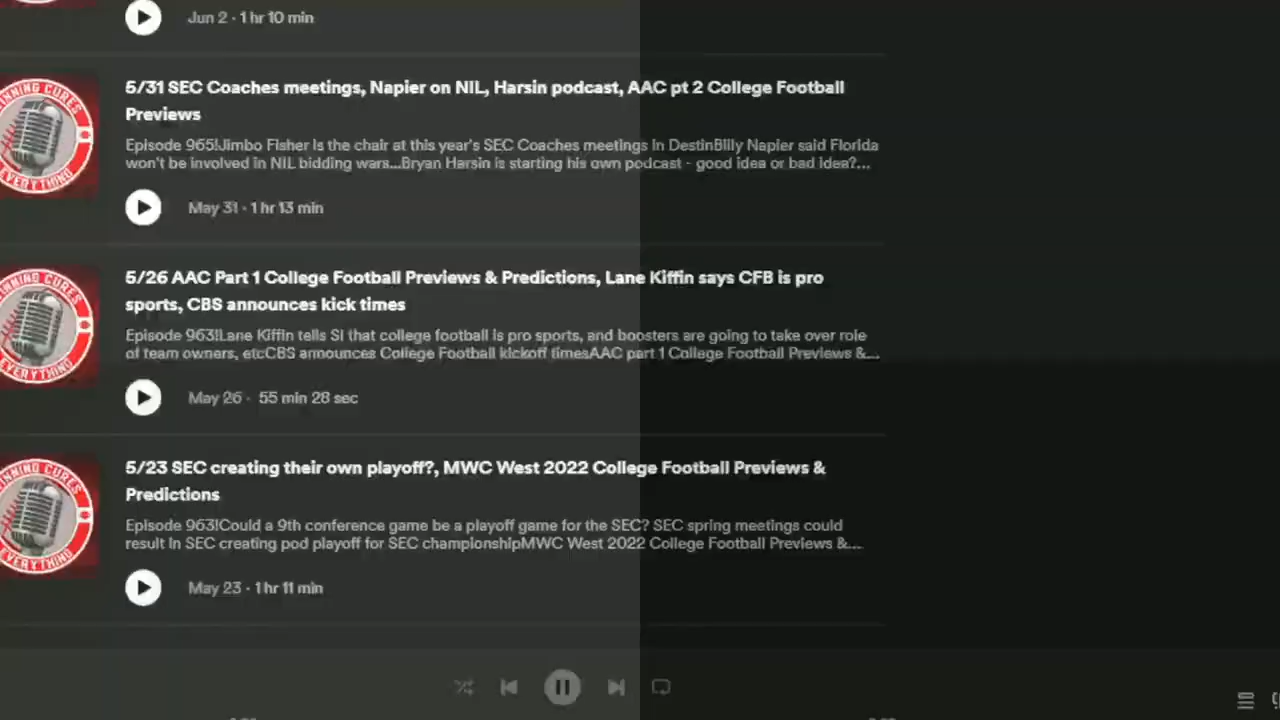 Jun 2 · 1 hr 10 min
5/31 SEC Coaches meetings, Napier on NIL, Harsin podcast, AAC pt 2 College Football
Previews
Episode 965!Jimbo Fisher is the chair at this year's SEC Coaches meetings in DestinBilly Napier said Florida
won't be involved in NIL bidding wars...Bryan Harsin is starting his own podcast - good idea or bad idea?...
May 31 · 1 hr 13 min
5/26 AAC Part 1 College Football Previews & Predictions, Lane Kiffin says CFB is pro
sports, CBS announces kick times
Episode 963!Lane Kiffin tells SI that college football is pro sports, and boosters are going to take over role
of team owners, etcCBS announces College Football kickoff timesAAC part 1 College Football Previews &...
May 26 · 55 min 28 sec
5/23 SEC creating their own playoff?, MWC West 2022 College Football Previews &
Predictions
Episode 963!Could a 9th conference game be a playoff game for the SEC? SEC spring meetings could
result in SEC creating pod playoff for SEC championshipMWC West 2022 College Football Previews &...
May 23 · 1 hr 11 min
WINNING CURES
EVERYTHING
WINNING CURES
EVERYTHING
WINNING CURES
EVERYTHING